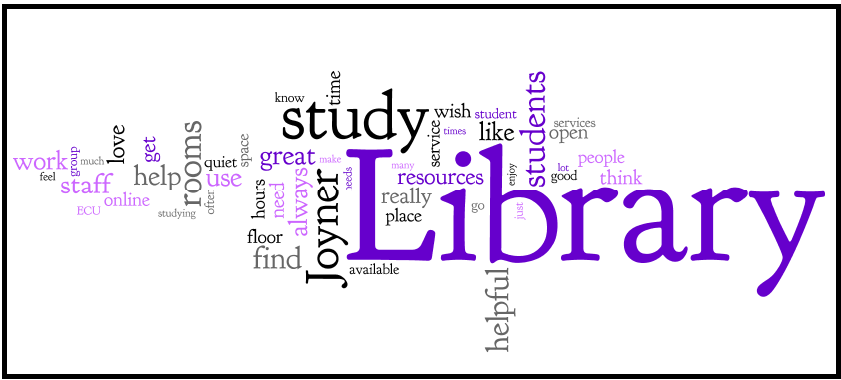 know
time
study
wish
student
students
services
open
love
get
rooms
space
service
times
like
work
group
much
quiet
great
make
many
Library
enjoy
lot
people
feel
staff
help
use
hours
need
always
needs
resources
good
think
ECU
online
studying
often
really
place
go
just
floor
find
Joyner
available
helpful